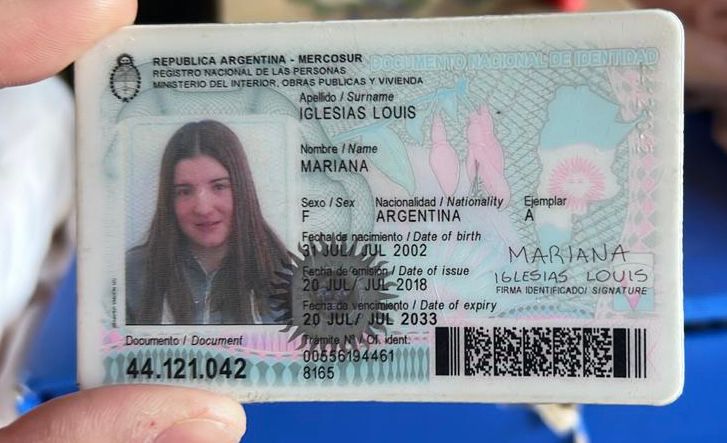 REPUBLICA ARGENTINA - MERCOSUR
DOCUMENTO NACIONAL DE IDENTIDAD
REGISTRO NACIONAL DE LAS PERSONAS
MINISTERIO DEL INTERIOR, OBRAS PUBLICAS Y VIVIENDA
Apellido / Surname
IGLESIAS LOUIS
Nombre / Name
MARIANA
Sexo / Sex Nacionalidad / Nationality Ejemplar
F ARGENTINA A
Fecha de nacimiento / Date of birth
JUL/ JUL 2002
Fecha de emisión / Date of issue
20 JUL/ JUL 2018
Fecha de vencimiento / Date of expiry
20 JUL/ JUL 2033
MARIANA
IGLESIAS LOUIS
FIRMA IDENTIFICADO/ SIGNATURE
Documento / Document
44.121.042
Trámite N° / Of. ident.
00556194461
8165